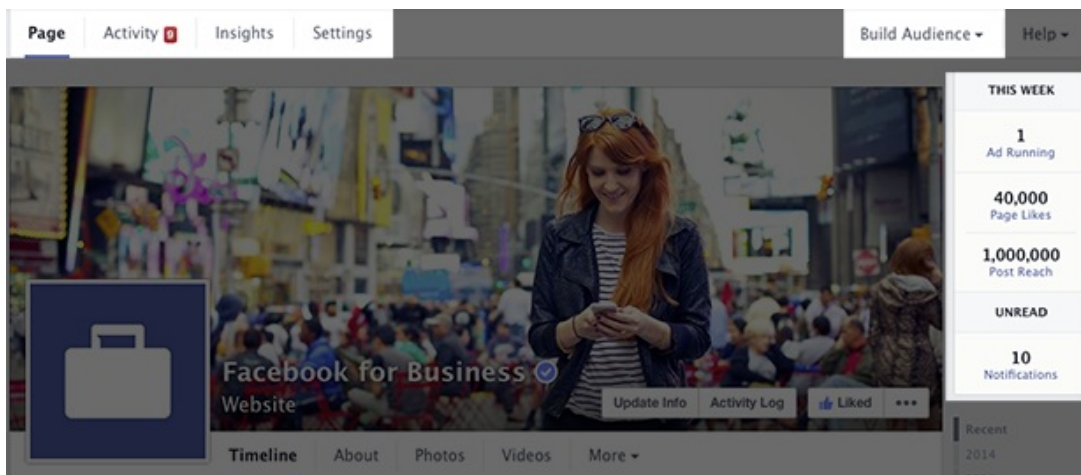 Page Activity 9 Insights Settings Build Audience Help
THIS WEEK
1
Ad Running
40,000
Page Likes
1,000,000
Post Reach
UNREAD
10
Notifications
Facebook for Business
Website
Update Info Activity Log Liked •••
Timeline About Photos Videos More
Recent
2014